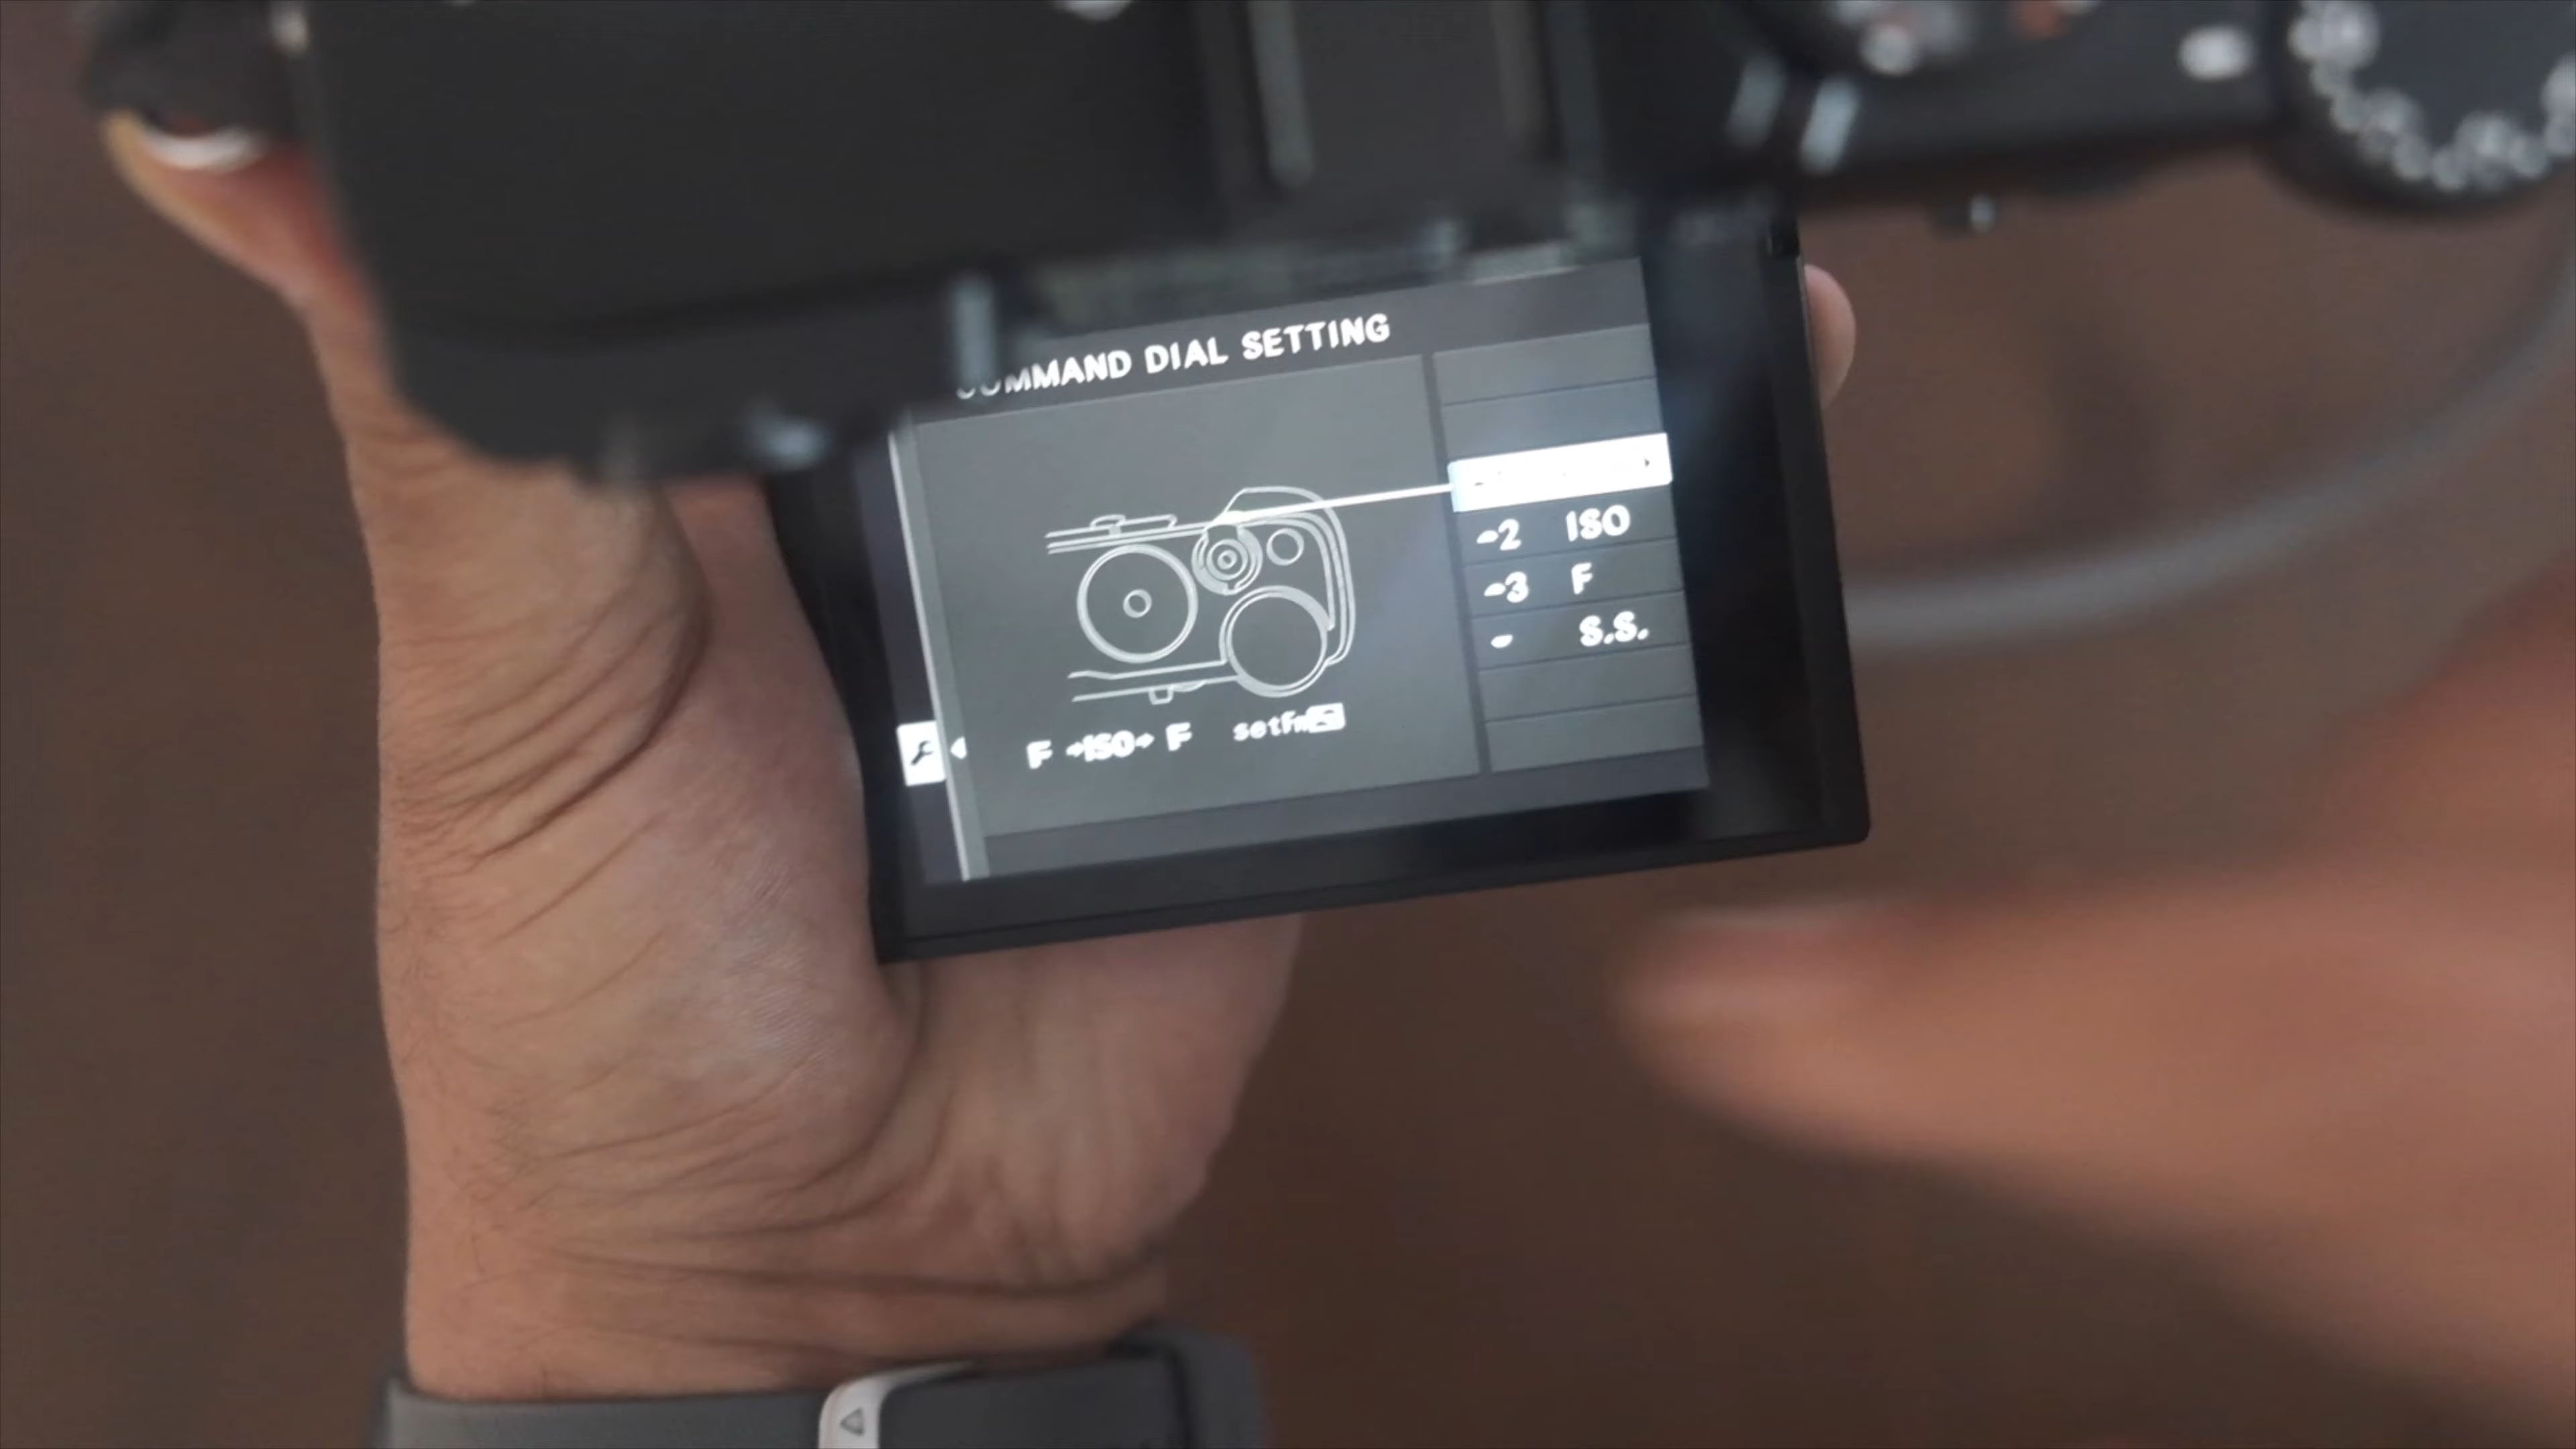 COMMAND DIAL SETTING
-2 ISO
-3 F
- S.S.
F ISO F